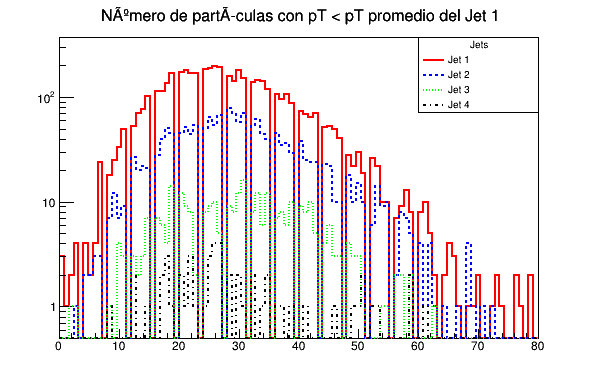 NÃºmero de partÃ-culas con pT < pT promedio del Jet 1
Jets
Jet 1
Jet 2
Jet 3
Jet 4
10²
10
1
0 10 20 30 40 50 60 70 80